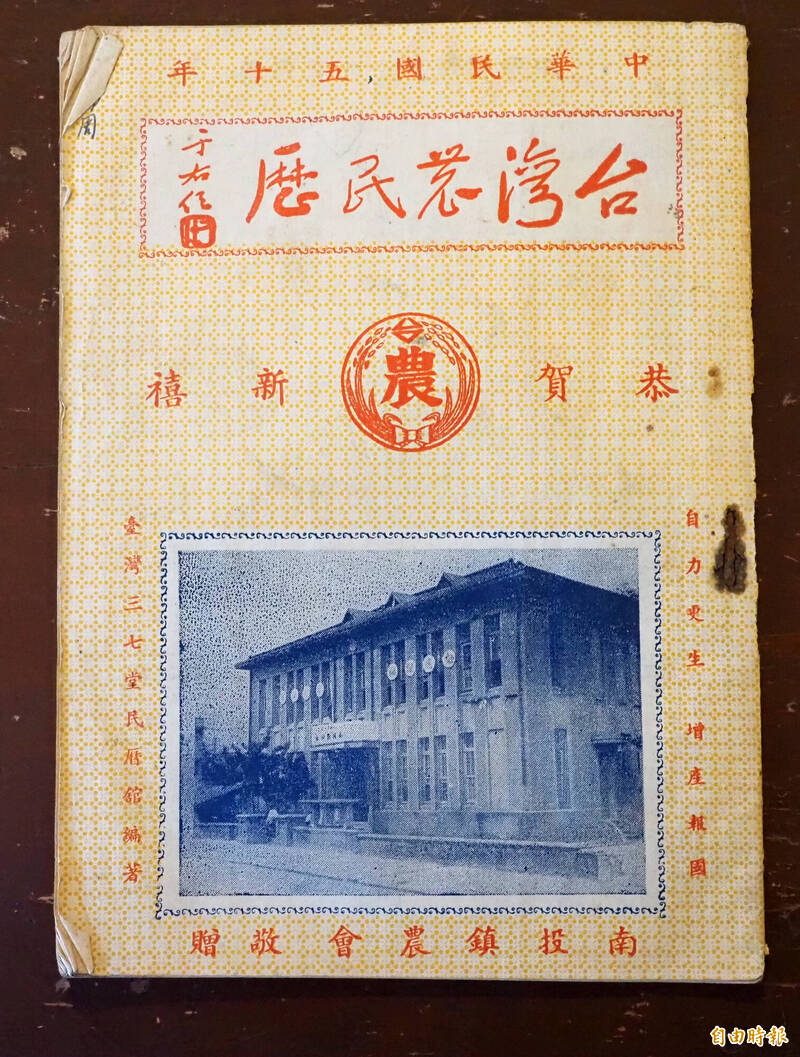 中華民國五十年
台灣農民歷
于右任
恭賀新禧
台
農
自力更生 增產報國
臺灣三七堂民曆館編著
南投鎮農會敬贈
自由時報